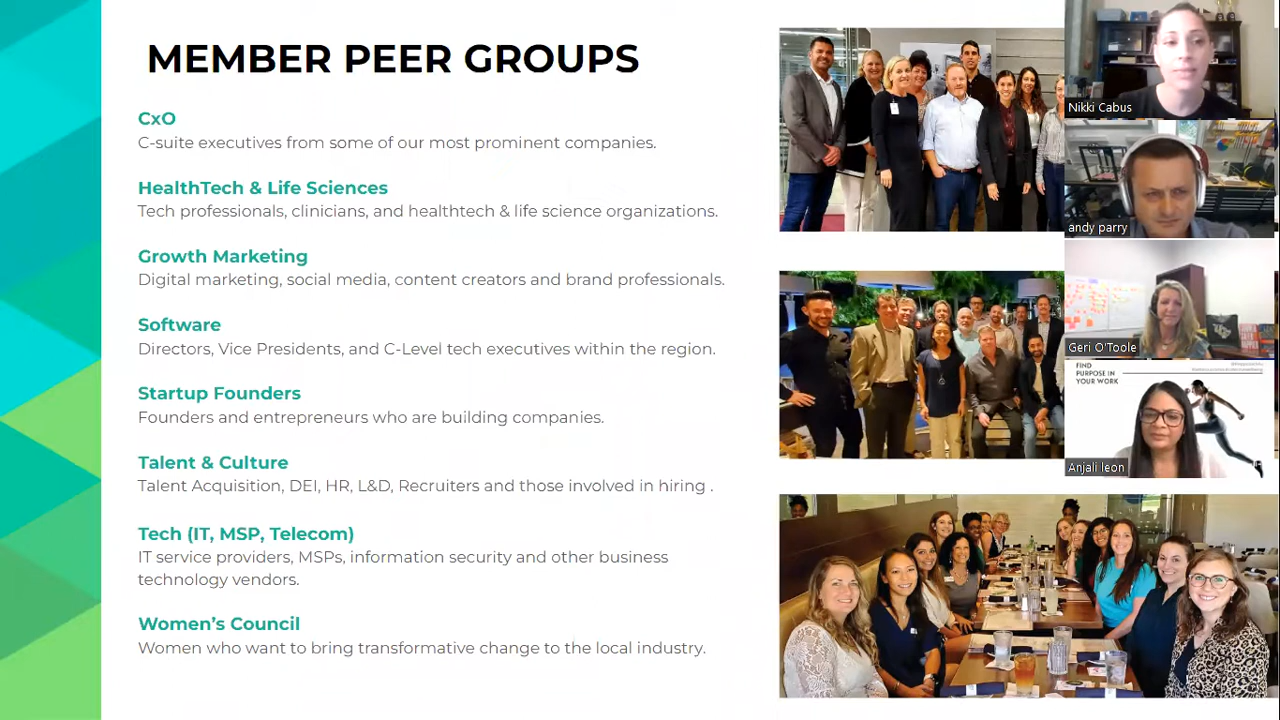 MEMBER PEER GROUPS
CxO
C-suite executives from some of our most prominent companies.
HealthTech & Life Sciences
Tech professionals, clinicians, and healthtech & life science organizations.
Growth Marketing
Digital marketing, social media, content creators and brand professionals.
Software
Directors, Vice Presidents, and C-Level tech executives within the region.
Startup Founders
Founders and entrepreneurs who are building companies.
Talent & Culture
Talent Acquisition, DEI, HR, L&D, Recruiters and those involved in hiring .
Tech (IT, MSP, Telecom)
IT service providers, MSPs, information security and other business
technology vendors.
Women’s Council
Women who want to bring transformative change to the local industry.
Nikki Cabus
andy parry
Geri O'Toole
FIND
PURPOSE IN
YOUR WORK
Anjali leon